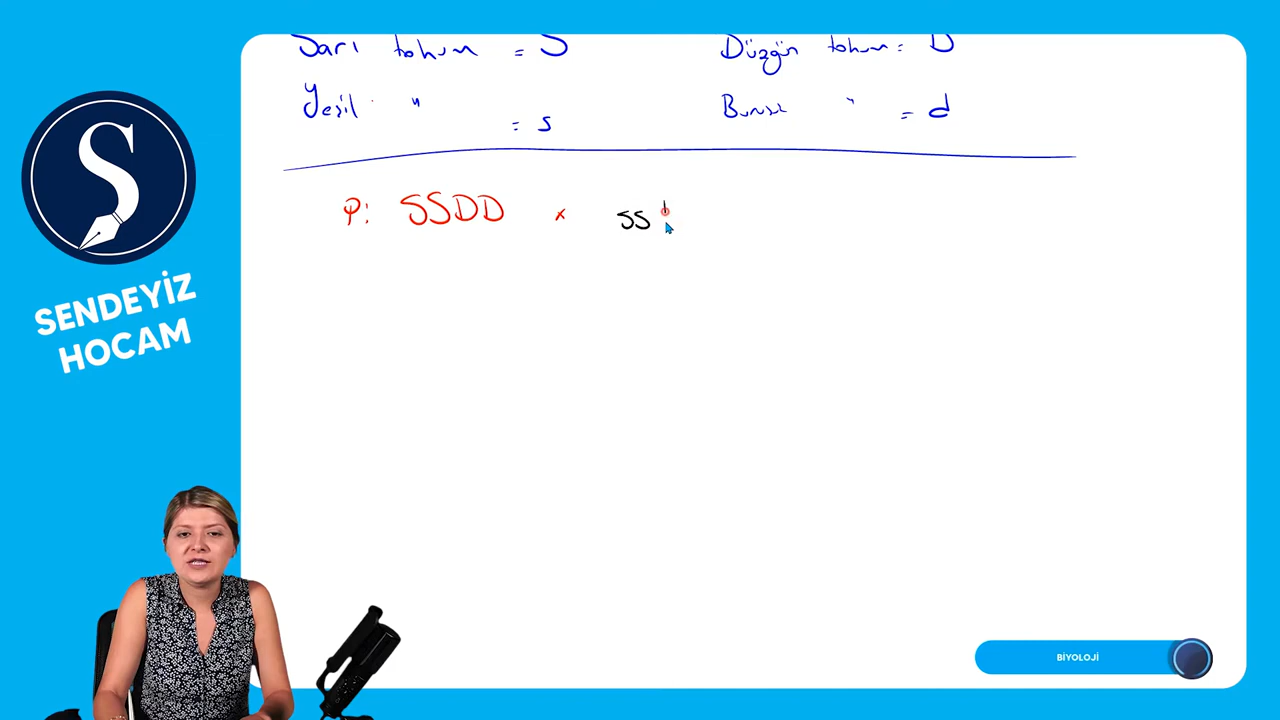 Sarı tohum = S
Düzgün tohum = D
Yeşil " = s
Buruşuk " = d
P: SSDD x ss
S
SENDEYİZ
HOCAM
BİYOLOJİ